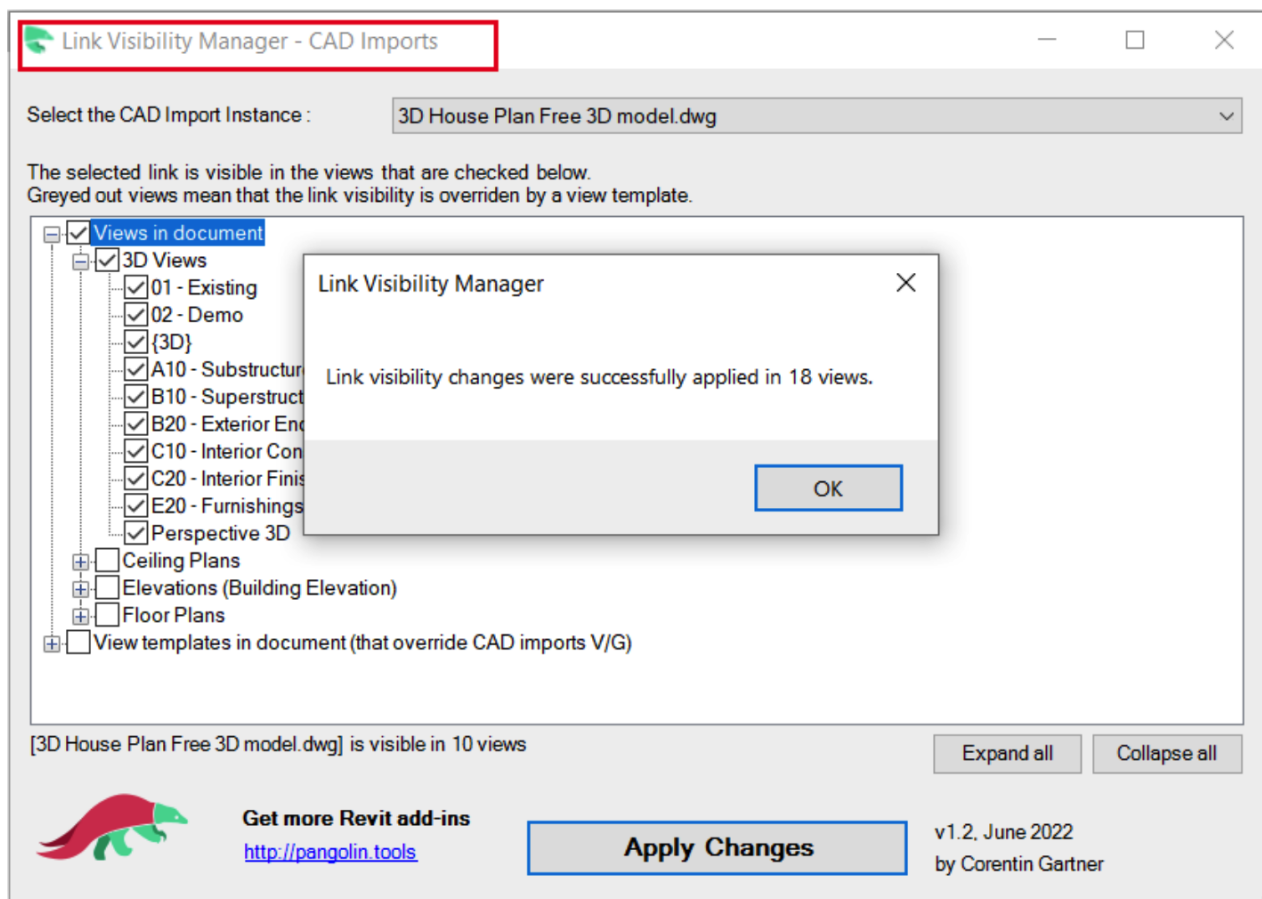 Link Visibility Manager - CAD Imports
Select the CAD Import Instance :
3D House Plan Free 3D model.dwg
The selected link is visible in the views that are checked below.
Greyed out views mean that the link visibility is overriden by a view template.
Views in document
3D Views
01 - Existing
02 - Demo
{3D}
A10 - Substructur
B10 - Superstruct
B20 - Exterior En
C10 - Interior Con
C20 - Interior Finis
E20 - Furnishings
Perspective 3D
Ceiling Plans
Elevations (Building Elevation)
Floor Plans
View templates in document (that override CAD imports V/G)
Link Visibility Manager
Link visibility changes were successfully applied in 18 views.
OK
[3D House Plan Free 3D model.dwg] is visible in 10 views
Expand all
Collapse all
Get more Revit add-ins
http://pangolin.tools
Apply Changes
v1.2, June 2022
by Corentin Gartner